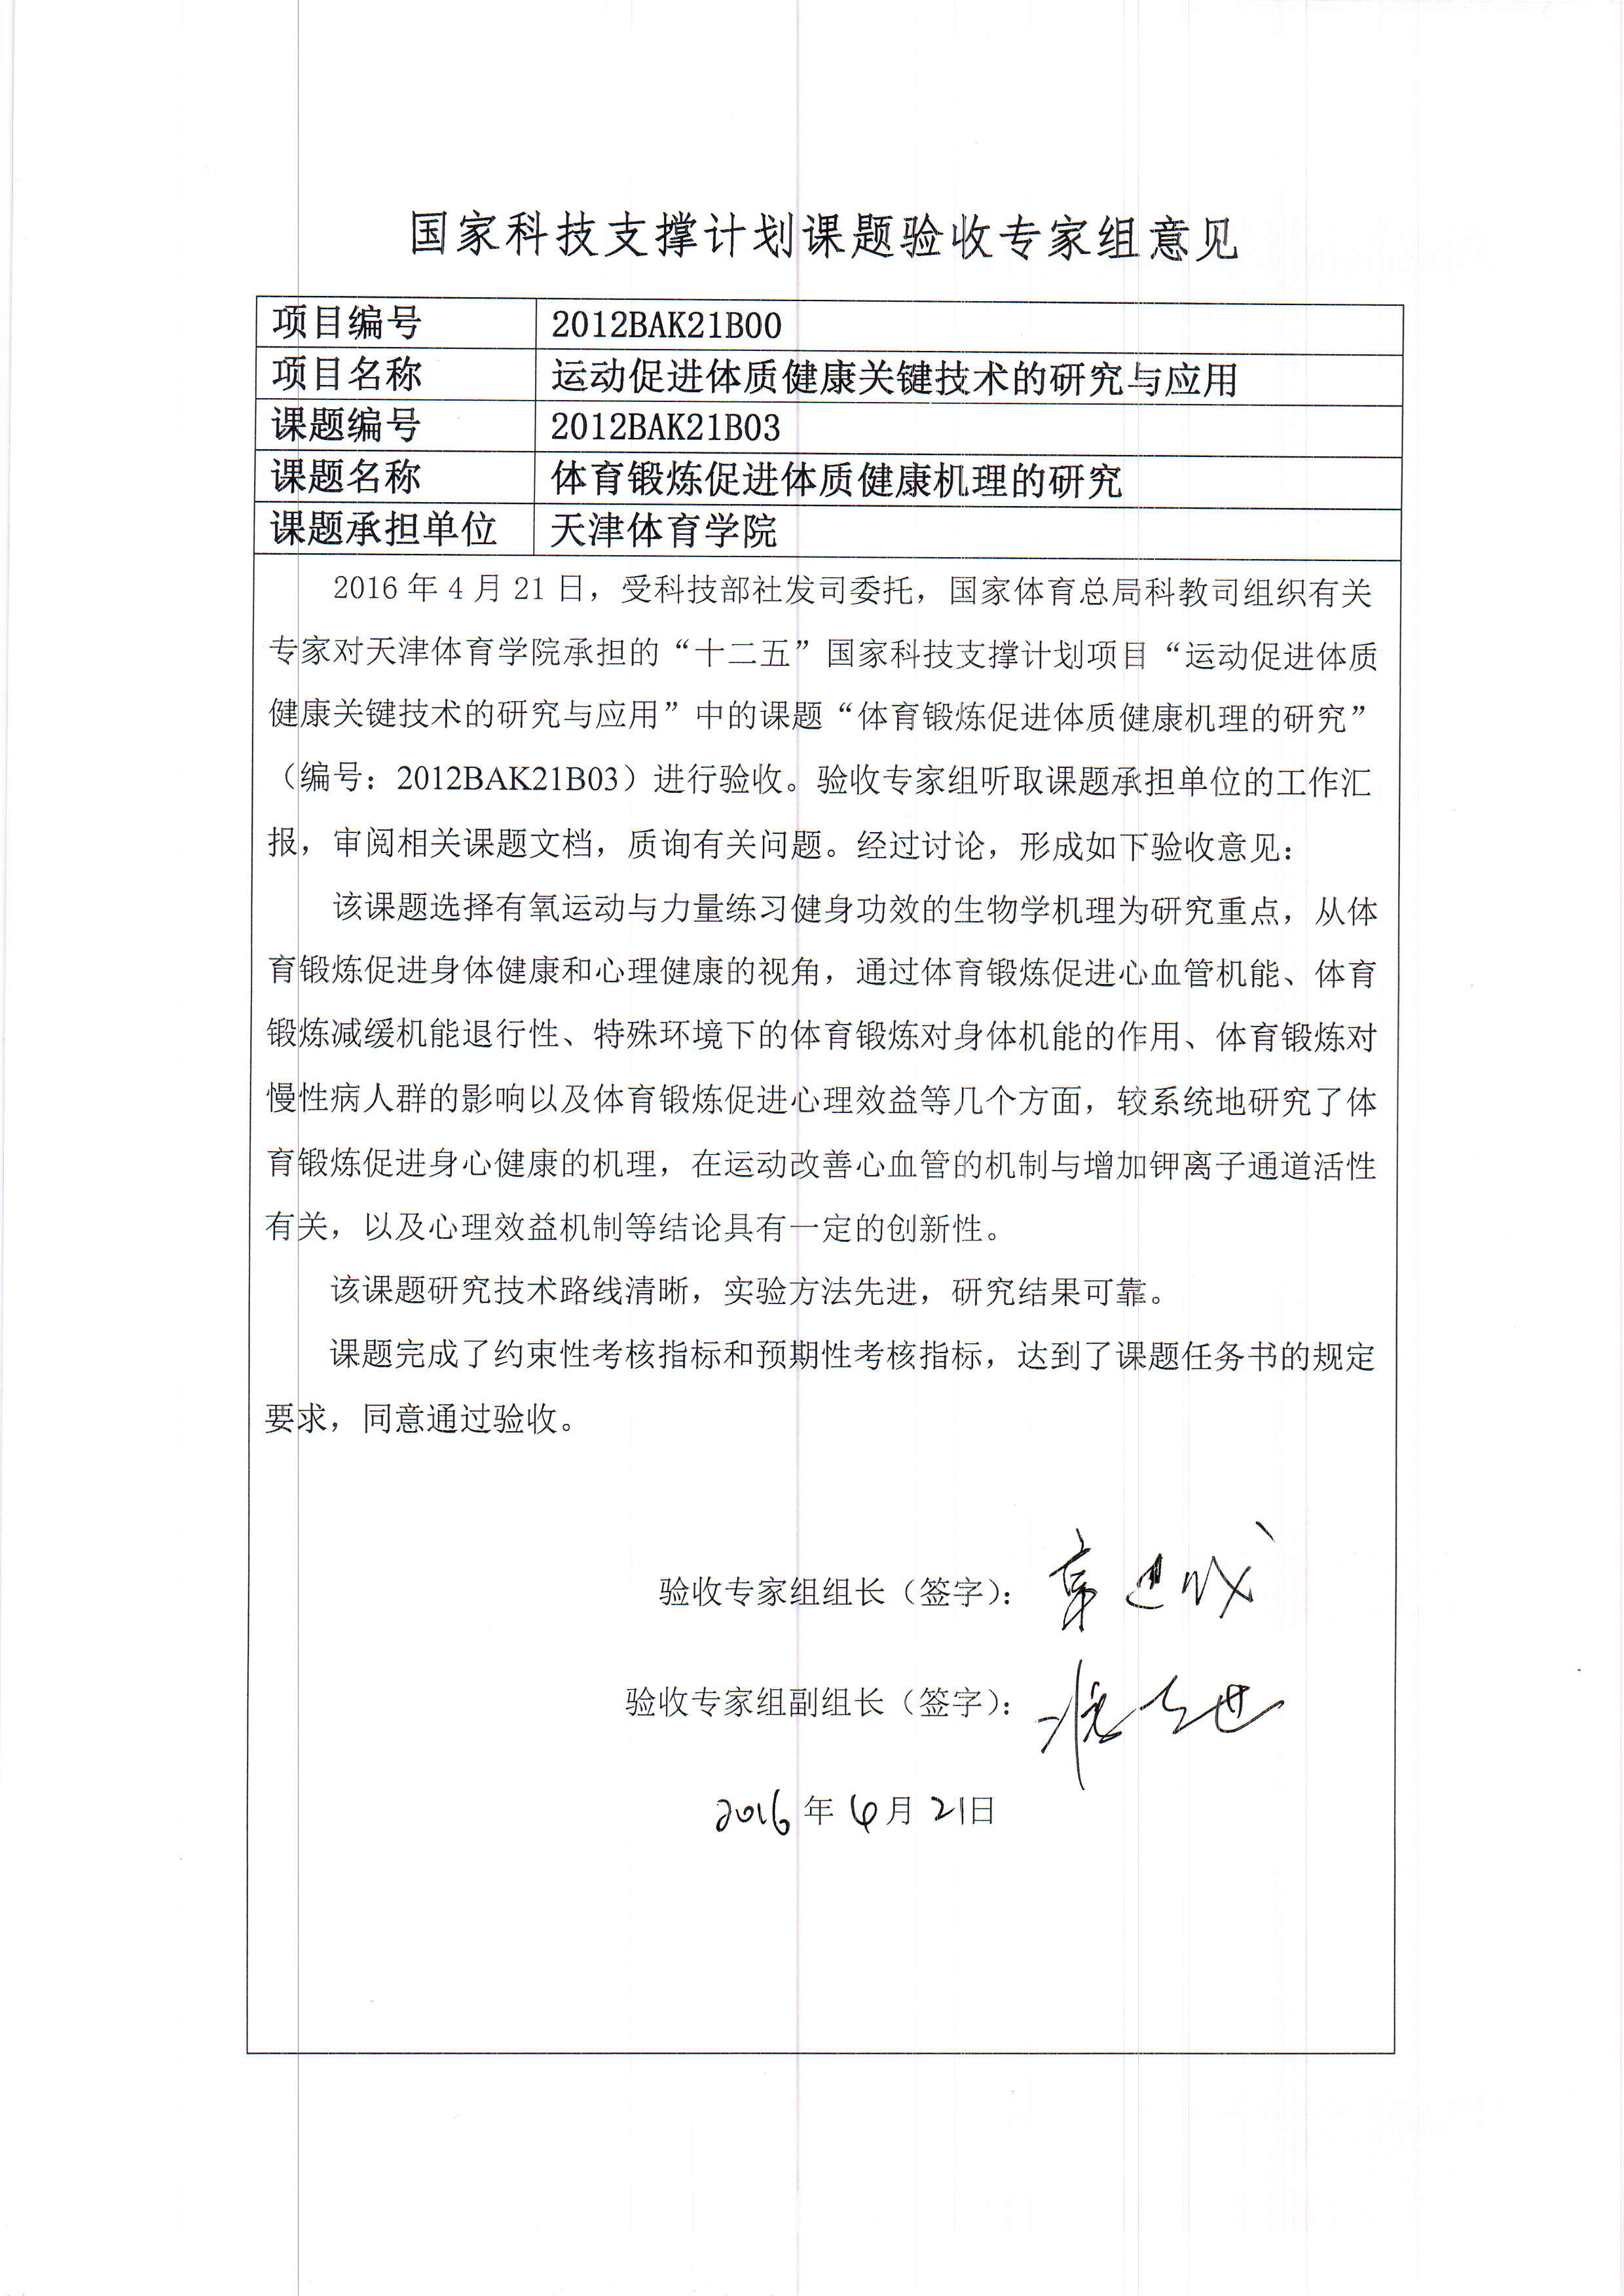 国家科技支撑计划课题验收专家组意见
项目编号 2012BAK21B00
项目名称 运动促进体质健康关键技术的研究与应用
课题编号 2012BAK21B03
课题名称 体育锻炼促进体质健康机理的研究
课题承担单位 天津体育学院
2016年4月21日，受科技部社发司委托，国家体育总局科教司组织有关
专家对天津体育学院承担的“十二五”国家科技支撑计划项目“运动促进体质
健康关键技术的研究与应用”中的课题“体育锻炼促进体质健康机理的研究”
（编号：2012BAK21B03）进行验收。验收专家组听取课题承担单位的工作汇
报，审阅相关课题文档，质询有关问题。经过讨论，形成如下验收意见：
该课题选择有氧运动与力量练习健身功效的生物学机理为研究重点，从体
育锻炼促进身体健康和心理健康的视角，通过体育锻炼促进心血管机能、体育
锻炼减缓机能退行性、特殊环境下的体育锻炼对身体机能的作用、体育锻炼对
慢性病人群的影响以及体育锻炼促进心理效益等几个方面，较系统地研究了体
育锻炼促进身心健康的机理，在运动改善心血管的机制与增加钾离子通道活性
有关，以及心理效益机制等结论具有一定的创新性。
该课题研究技术路线清晰，实验方法先进，研究结果可靠。
课题完成了约束性考核指标和预期性考核指标，达到了课题任务书的规定
要求，同意通过验收。
验收专家组组长（签字）：
验收专家组副组长（签字）：
2016年4月21日